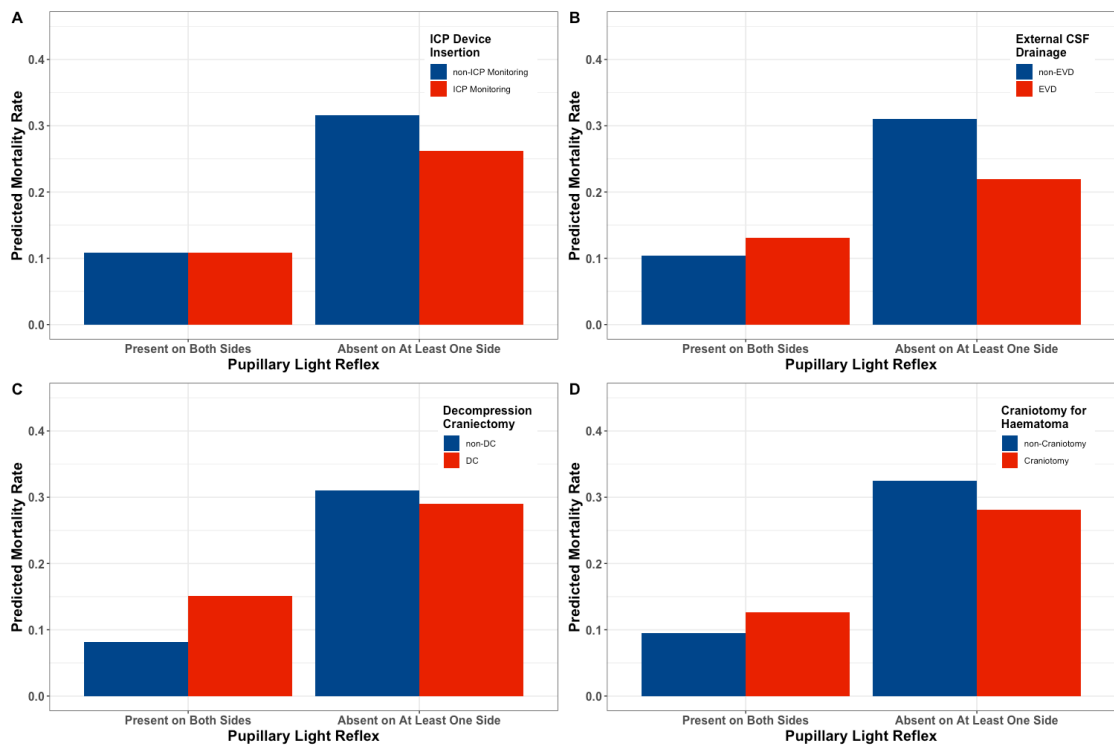 A
ICP Device
Insertion
non-ICP Monitoring
ICP Monitoring
Predicted Mortality Rate
0.4
0.3
0.2
0.1
0.0
Present on Both Sides
Absent on At Least One Side
Pupillary Light Reflex
B
External CSF
Drainage
non-EVD
EVD
Predicted Mortality Rate
0.4
0.3
0.2
0.1
0.0
Present on Both Sides
Absent on At Least One Side
Pupillary Light Reflex
C
Decompression
Craniectomy
non-DC
DC
Predicted Mortality Rate
0.4
0.3
0.2
0.1
0.0
Present on Both Sides
Absent on At Least One Side
Pupillary Light Reflex
D
Craniotomy for
Haematoma
non-Craniotomy
Craniotomy
Predicted Mortality Rate
0.4
0.3
0.2
0.1
0.0
Present on Both Sides
Absent on At Least One Side
Pupillary Light Reflex